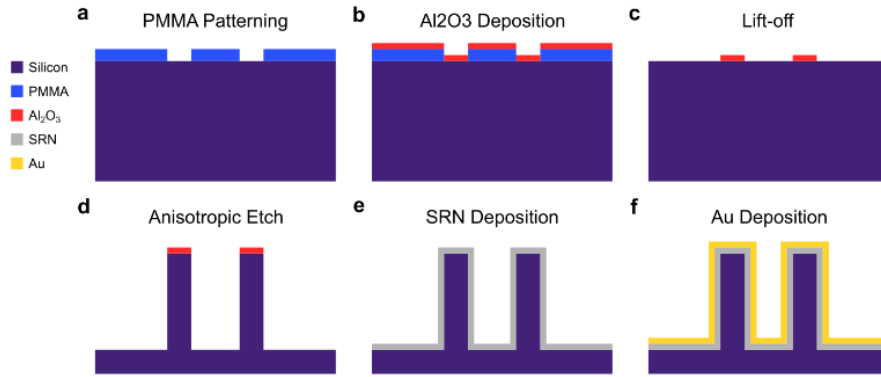 a PMMA Patterning
b Al2O3 Deposition
c Lift-off
Silicon
PMMA
Al₂O₃
SRN
Au
d Anisotropic Etch
e SRN Deposition
f Au Deposition